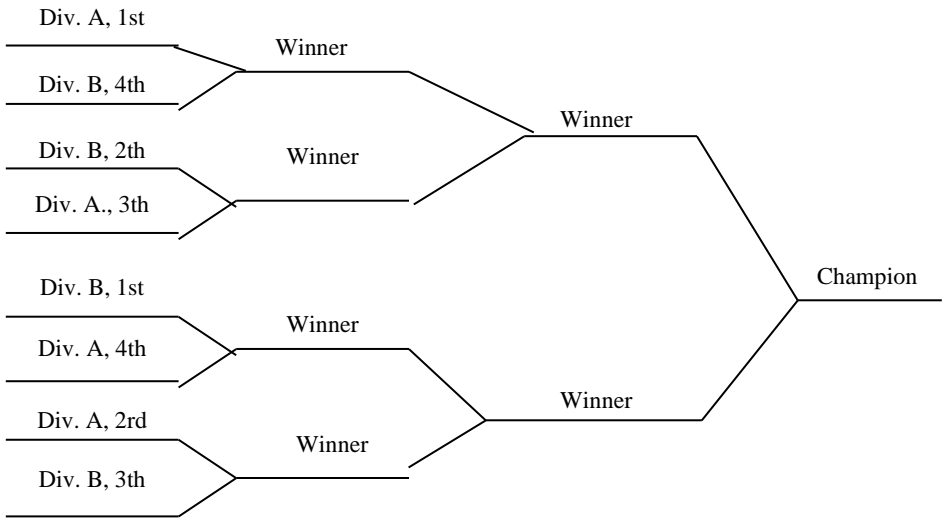 Div. A, 1st
Winner
Div. B, 4th
Winner
Div. B, 2th
Winner
Div. A., 3th
Champion
Div. B, 1st
Winner
Div. A, 4th
Winner
Div. A, 2rd
Winner
Div. B, 3th